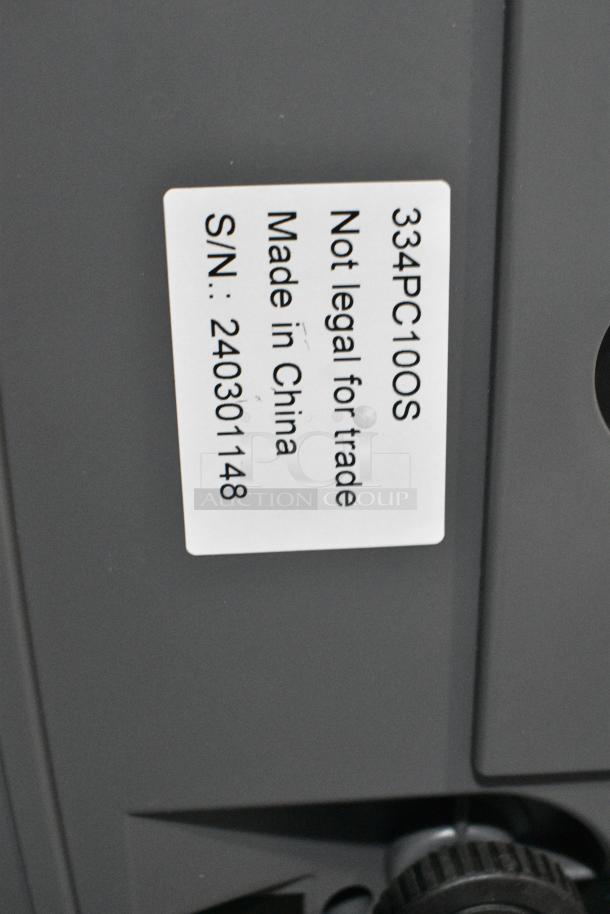 334PC10OS
Not legal for trade
Made in China
S/N.: 240301148
PCI
AUCTION GROUP